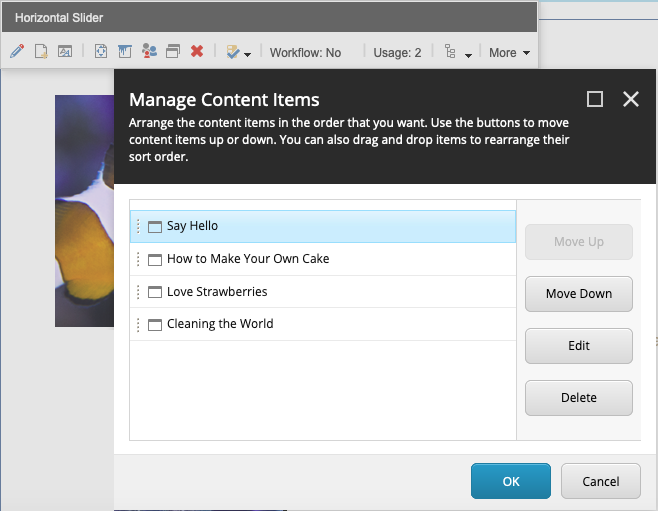 Horizontal Slider
Workflow: No Usage: 2 More
Manage Content Items
Arrange the content items in the order that you want. Use the buttons to move
content items up or down. You can also drag and drop items to rearrange their
sort order.
Say Hello
How to Make Your Own Cake
Love Strawberries
Cleaning the World
Move Up
Move Down
Edit
Delete
OK Cancel